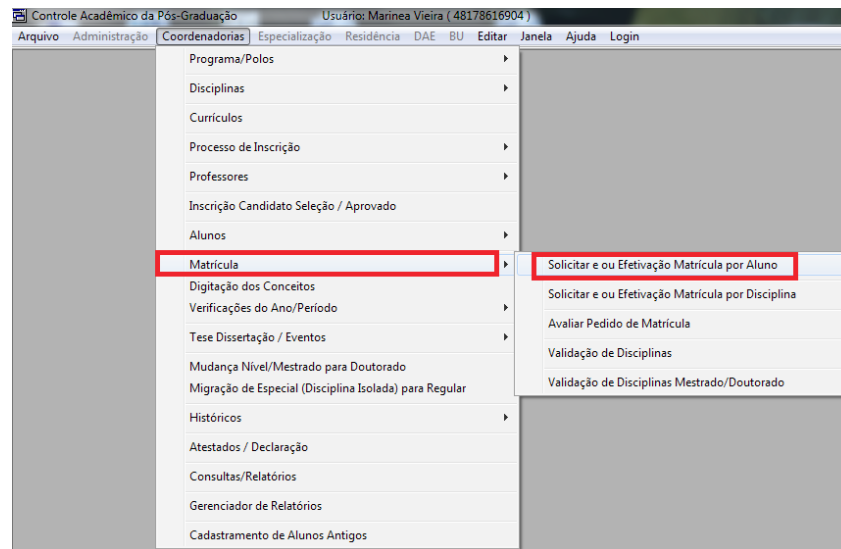 Controle Acadêmico da Pós-Graduação Usuário: Marinea Vieira ( 48178616904 )
Arquivo Administração Coordenadorias Especialização Residência DAE BU Editar Janela Ajuda Login
Programa/Polos
Disciplinas
Currículos
Processo de Inscrição
Professores
Inscrição Candidato Seleção / Aprovado
Alunos
Matrícula
Digitação dos Conceitos
Verificações do Ano/Período
Tese Dissertação / Eventos
Mudança Nível/Mestrado para Doutorado
Migração de Especial (Disciplina Isolada) para Regular
Históricos
Atestados / Declaração
Consultas/Relatórios
Gerenciador de Relatórios
Cadastramento de Alunos Antigos
Solicitar e ou Efetivação Matrícula por Aluno
Solicitar e ou Efetivação Matrícula por Disciplina
Avaliar Pedido de Matrícula
Validação de Disciplinas
Validação de Disciplinas Mestrado/Doutorado